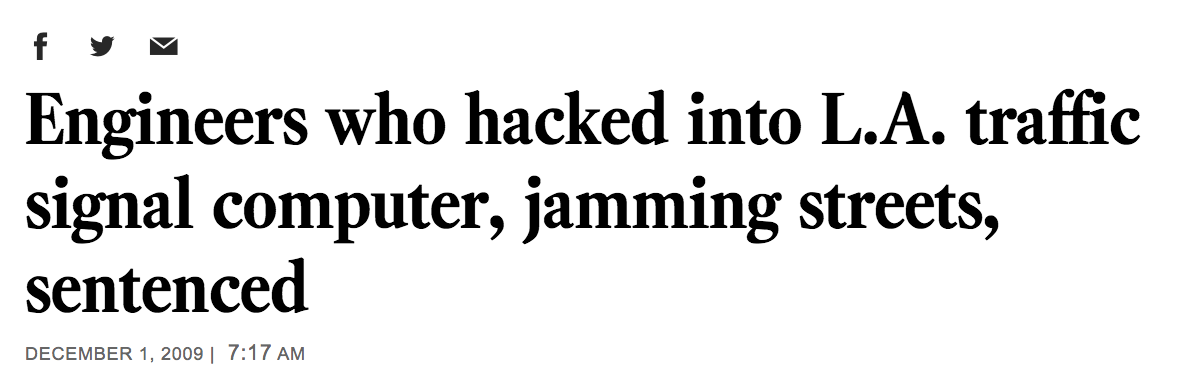 Engineers who hacked into L.A. traffic
signal computer, jamming streets,
sentenced
DECEMBER 1, 2009 | 7:17 AM